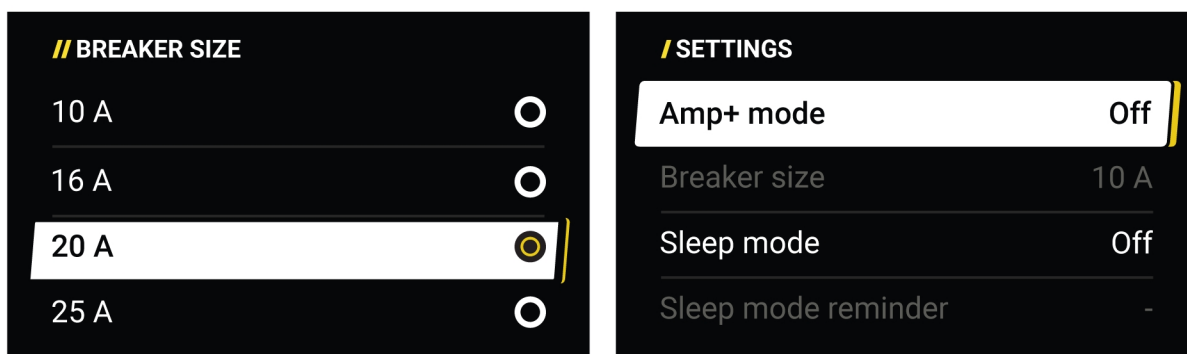 // BREAKER SIZE
10 A
16 A
20 A
25 A
/ SETTINGS
Amp+ mode Off
Breaker size 10 A
Sleep mode Off
Sleep mode reminder -